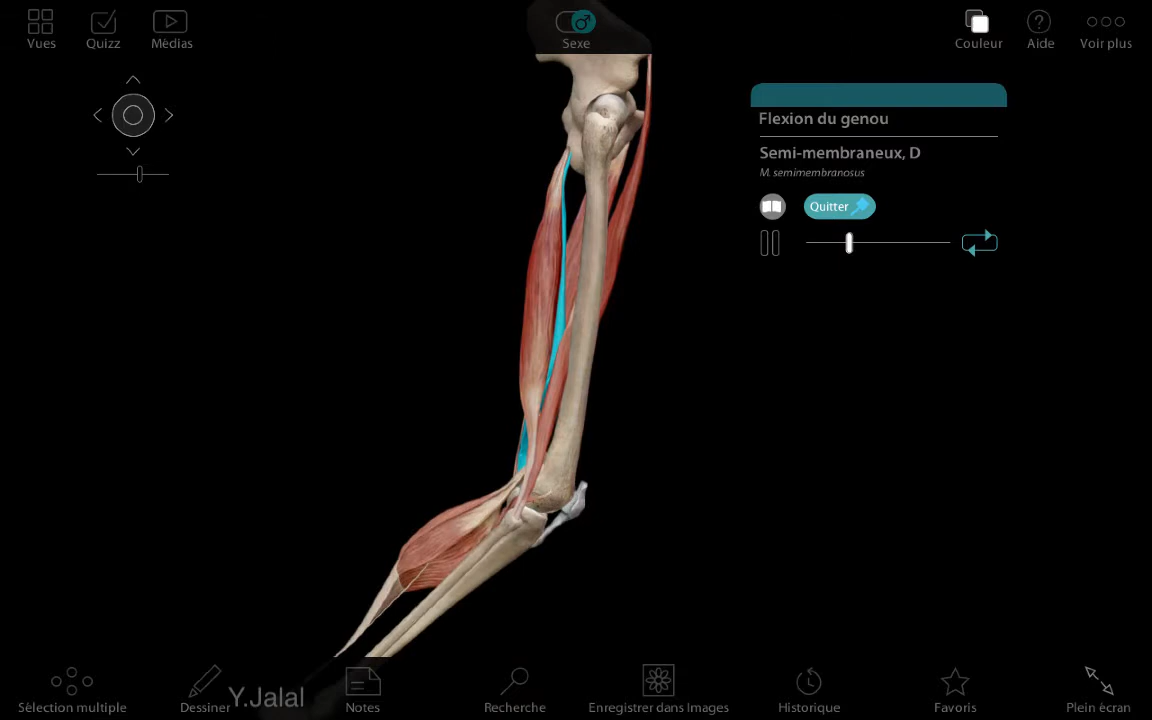 Vues
Quizz
Médias
Sexe
Couleur
Aide
Voir plus
Flexion du genou
Semi-membraneux, D
M. semimembranosus
Quitter
Sélection multiple
Dessiner
Y.Jalal
Notes
Recherche
Enregistrer dans Images
Historique
Favoris
Plein écran